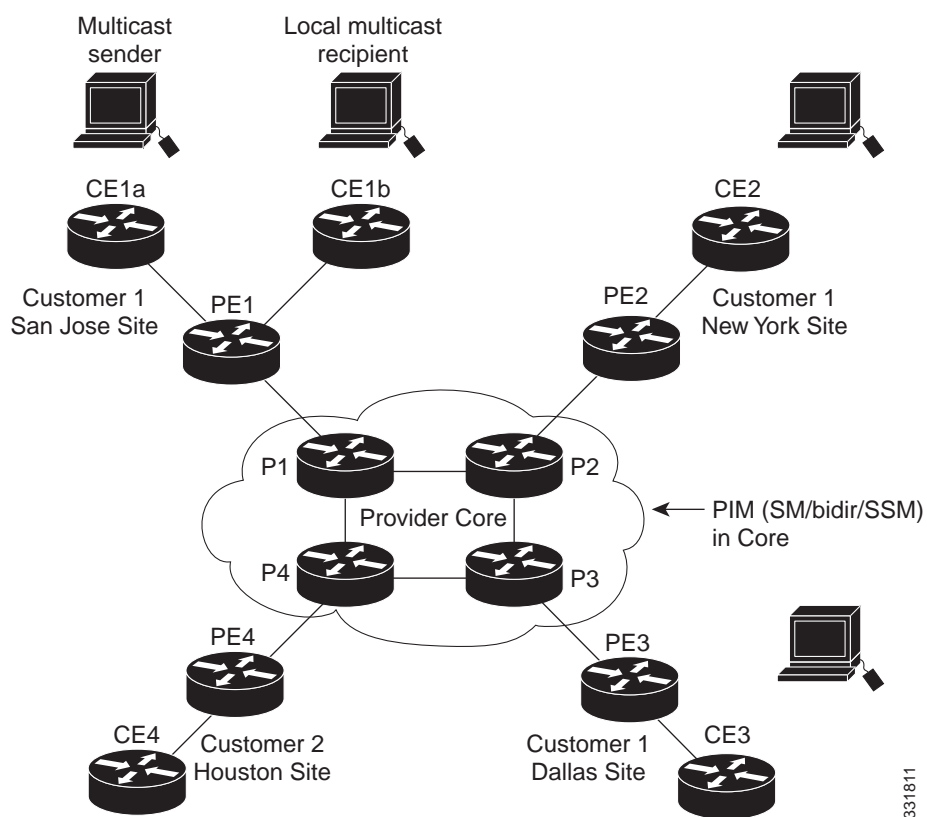 Multicast
sender
Local multicast
recipient
CE1a
CE1b
CE2
Customer 1
San Jose Site
PE1
PE2
Customer 1
New York Site
P1
P2
Provider Core
PIM (SM/bidir/SSM)
in Core
P4
P3
PE4
PE3
CE4
Customer 2
Houston Site
Customer 1
Dallas Site
CE3
331811